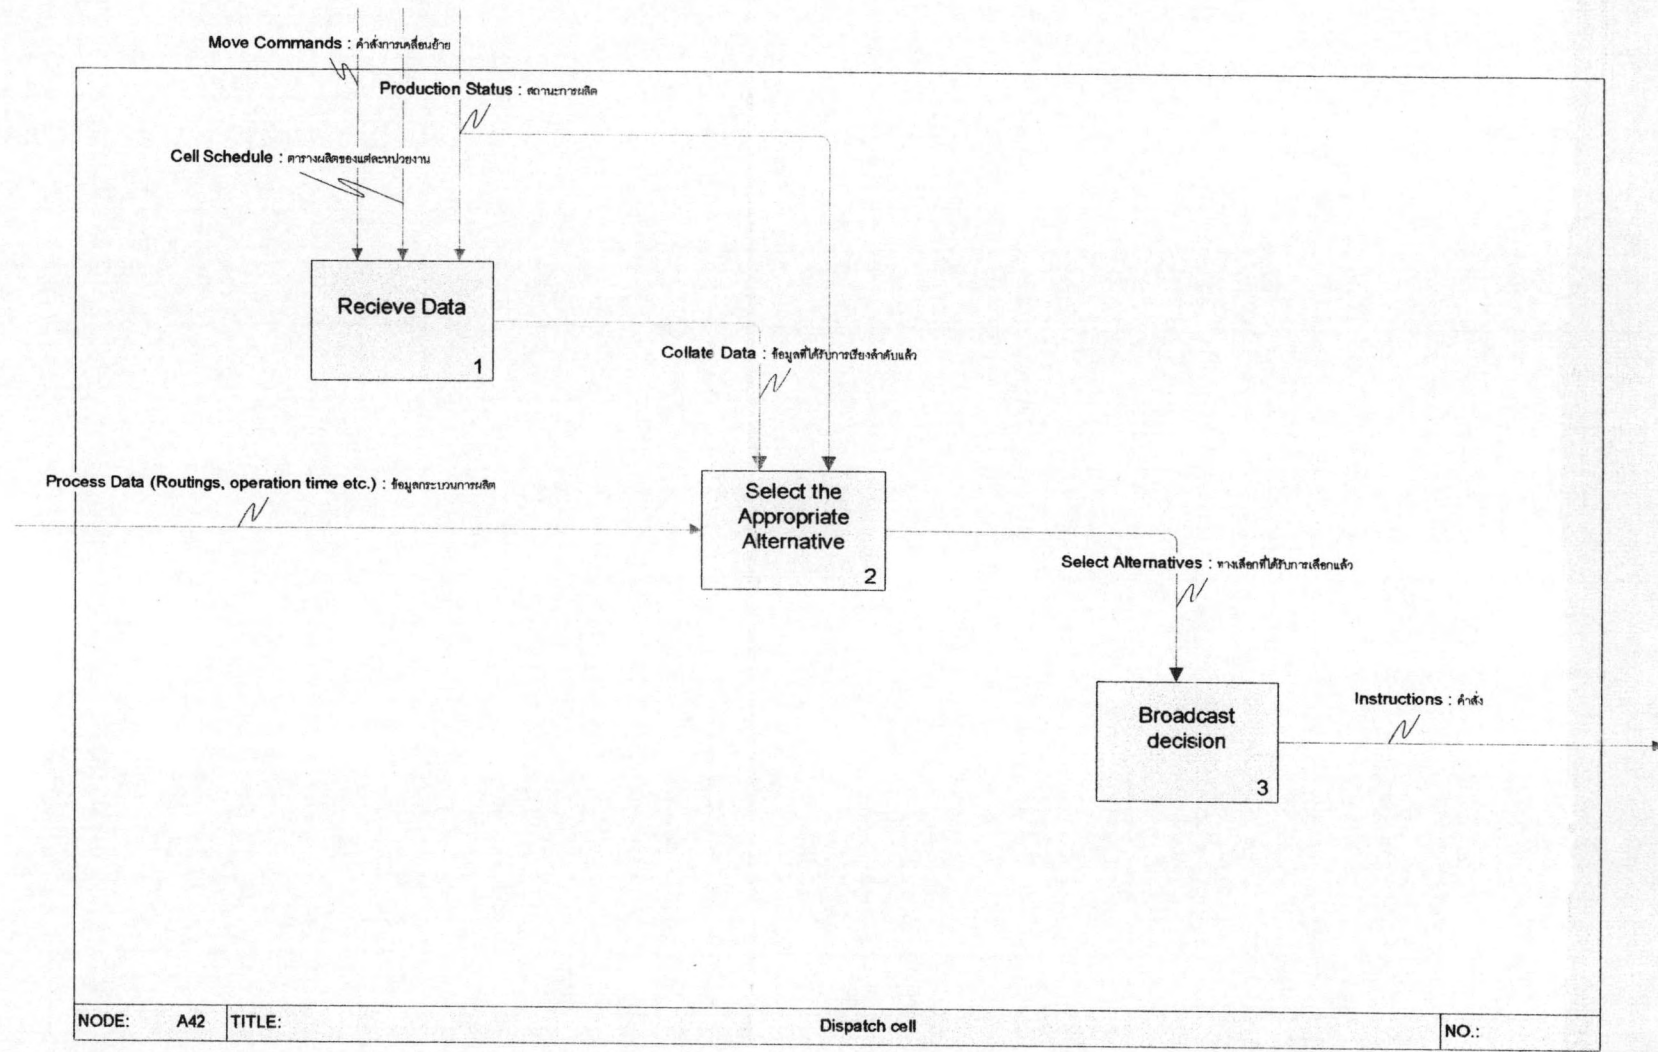 Move Commands : คำสั่งการเคลื่อนย้าย
Production Status : สถานะการผลิต
Cell Schedule : ตารางผลิตของแต่ละหน่วยงาน
Recieve Data
1
Collate Data : ข้อมูลที่ได้รับการเรียงลำดับแล้ว
Process Data (Routings, operation time etc.) : ข้อมูลกระบวนการผลิต
Select the
Appropriate
Alternative
2
Select Alternatives : ทางเลือกที่ได้รับการเลือกแล้ว
Broadcast
decision
3
Instructions : คำสั่ง
NODE: A42 TITLE: Dispatch cell NO.: